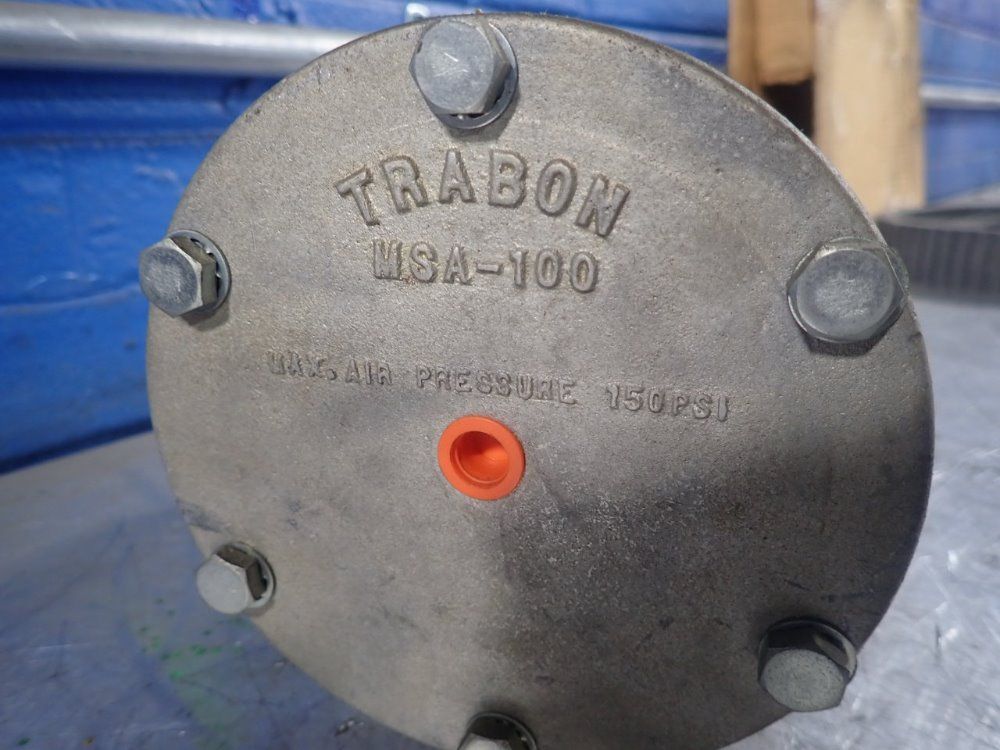 TRABON
MSA-100
MAX. AIR PRESSURE 150PSI